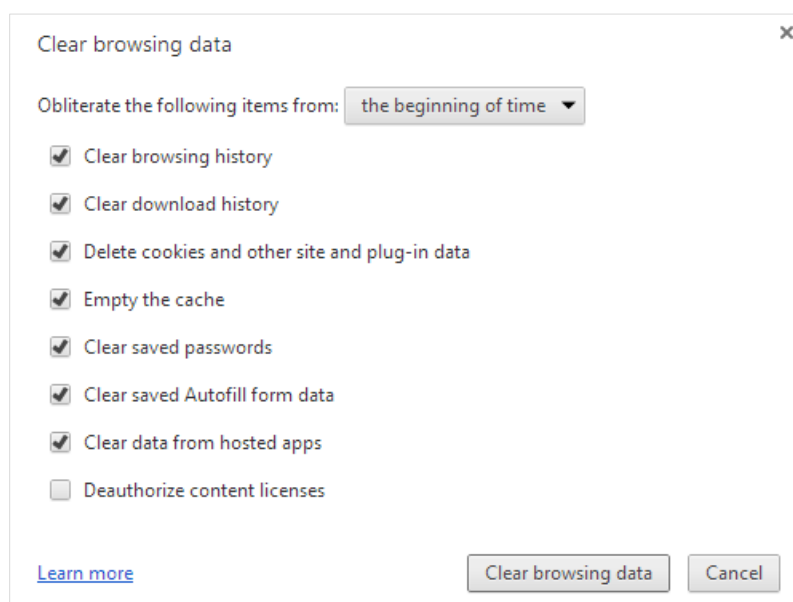 Clear browsing data
Obliterate the following items from: the beginning of time
Clear browsing history
Clear download history
Delete cookies and other site and plug-in data
Empty the cache
Clear saved passwords
Clear saved Autofill form data
Clear data from hosted apps
Deauthorize content licenses
Learn more Clear browsing data Cancel